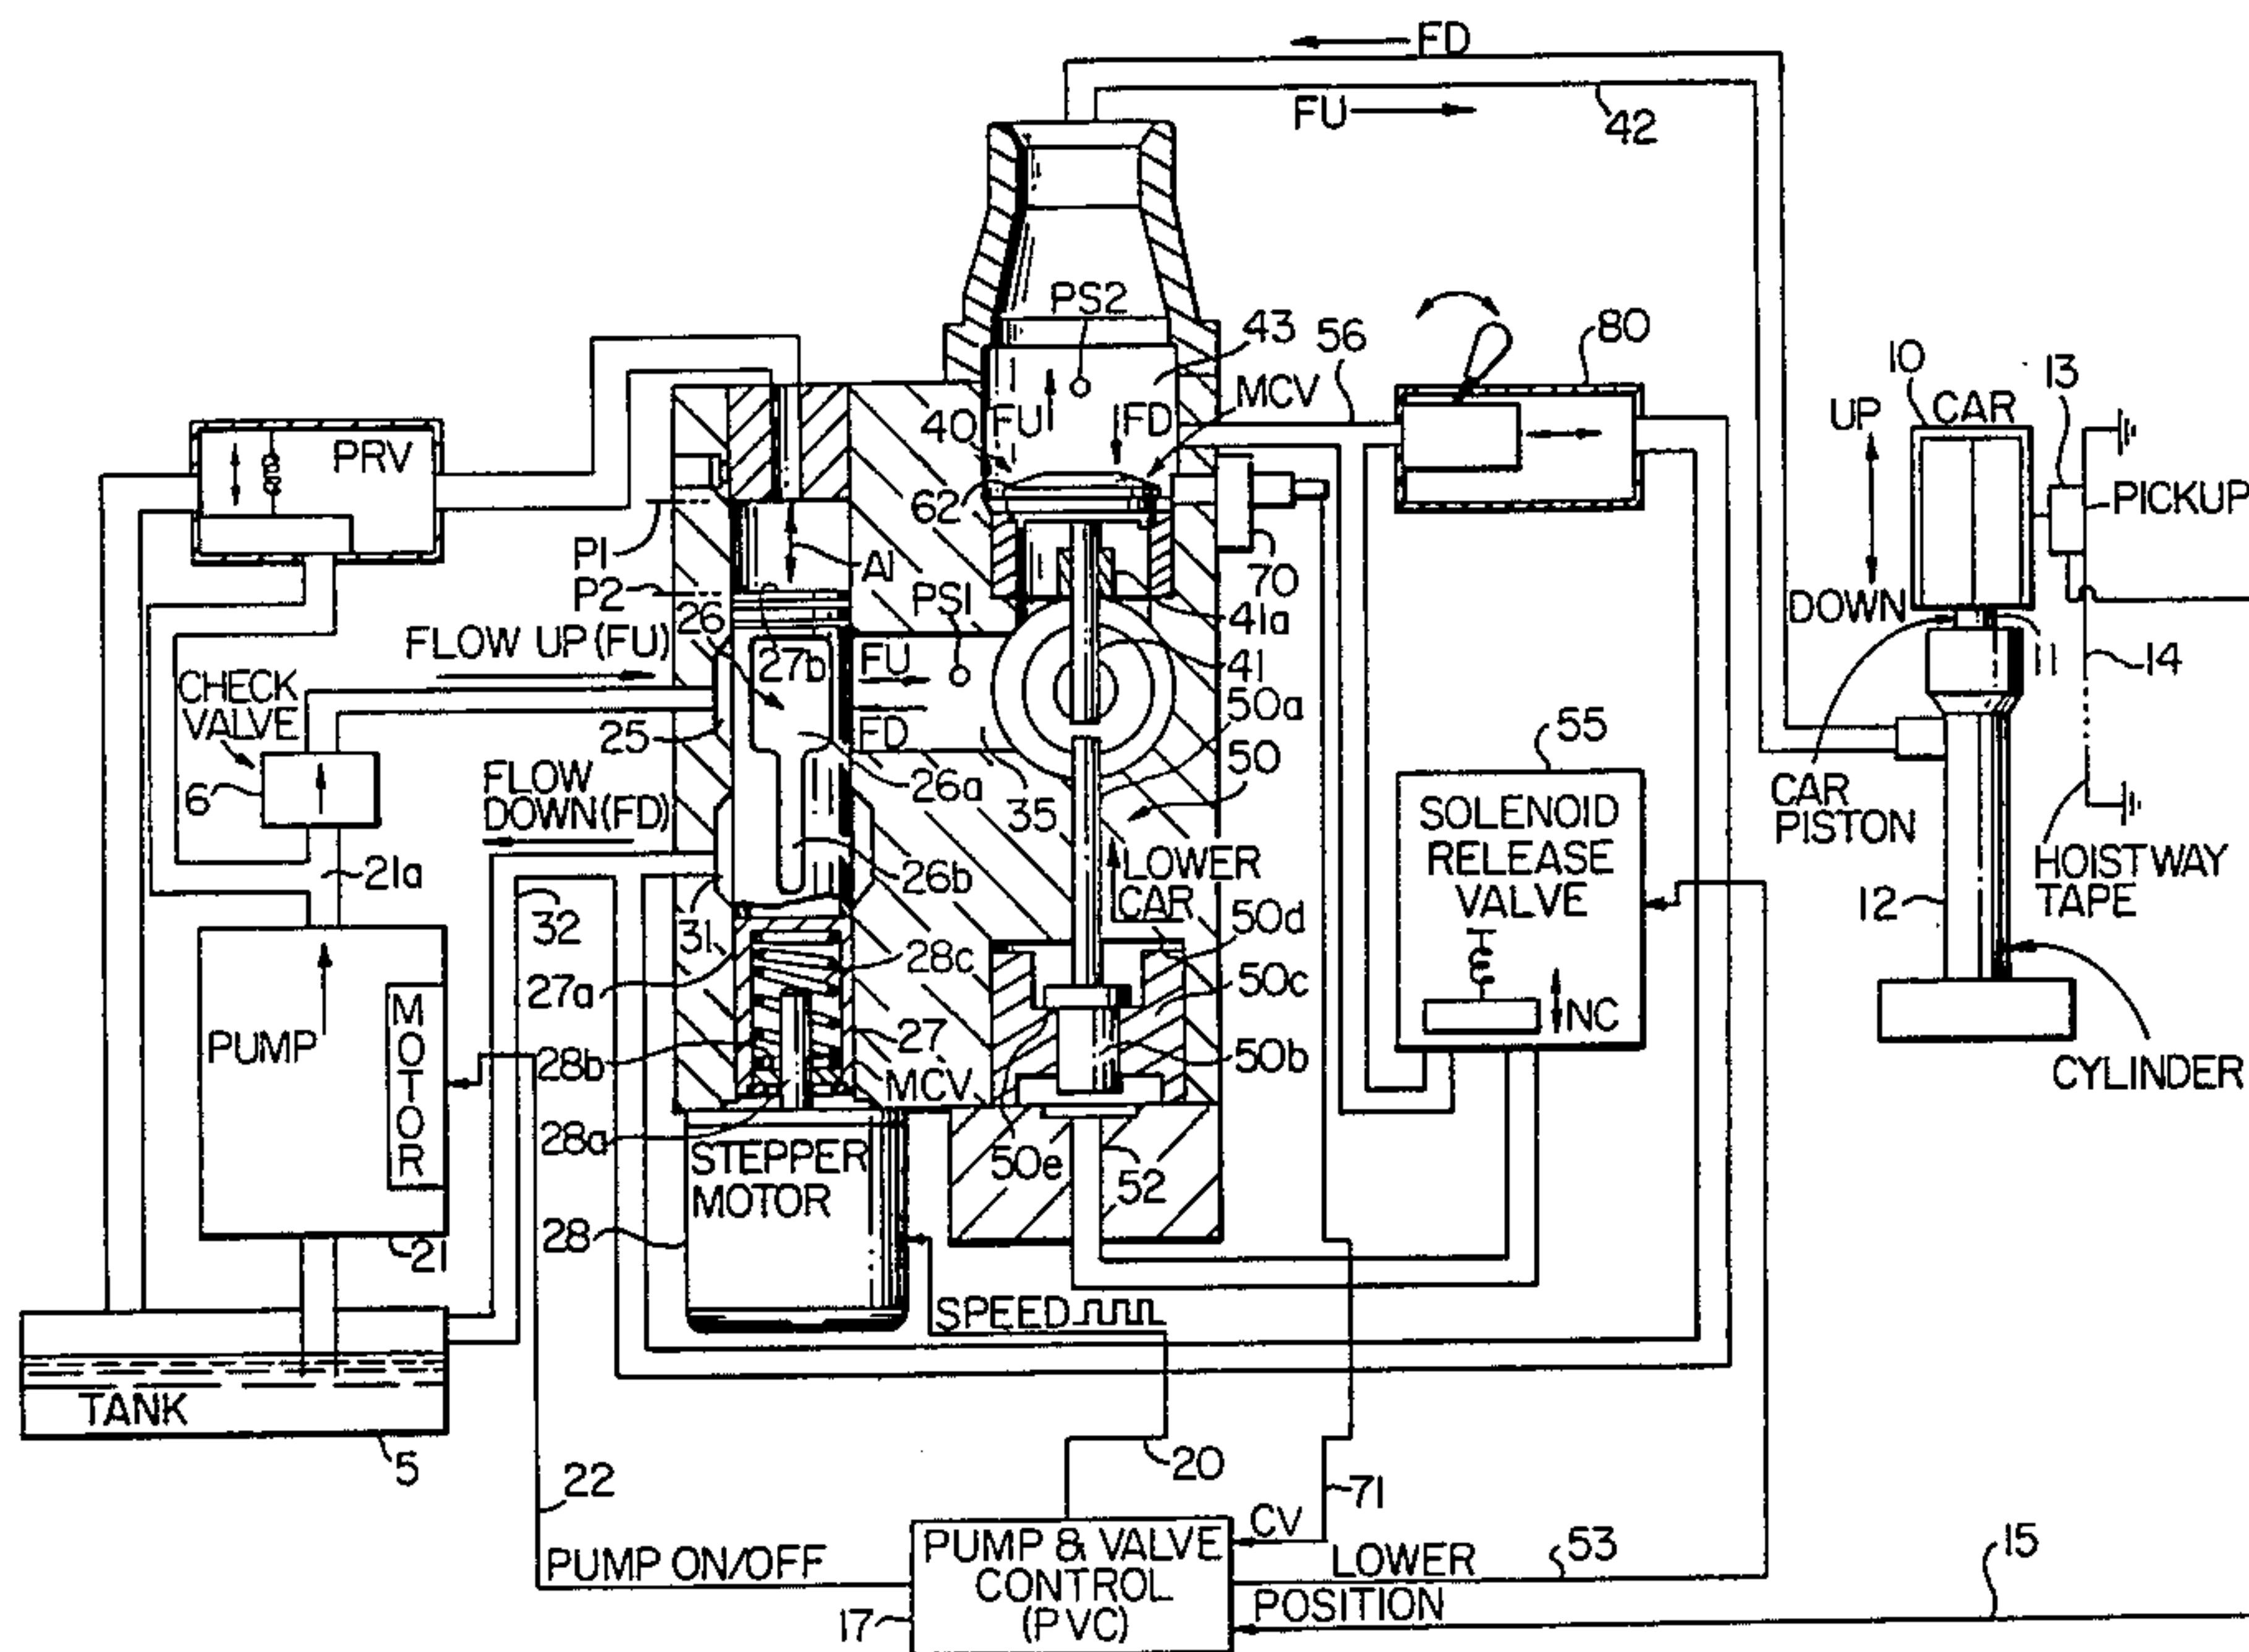 FD
FU
42
PS2
43
56
80
MCV
PRV
40
FU
FD
10
CAR
13
UP
PICKUP
62
P1
A1
P2
70
41a
DOWN
26
PS1
FLOW UP (FU)
27b
FU
41
11
14
CHECK
VALVE
25
FD
50a
6
FLOW
DOWN (FD)
26a
35
50
55
CAR
PISTON
SOLENOID
RELEASE
VALVE
HOISTWAY
TAPE
21a
26b
LOWER
CAR
12
32
31
50d
27a
28c
50c
NC
PUMP
MOTOR
28b
27
MCV
50b
CYLINDER
28a
50e
52
STEPPER
MOTOR
21
28
SPEED
TANK
5
22
20
71
CV
PUMP & VALVE
CONTROL
(PVC)
PUMP ON/OFF
LOWER
53
15
POSITION
17